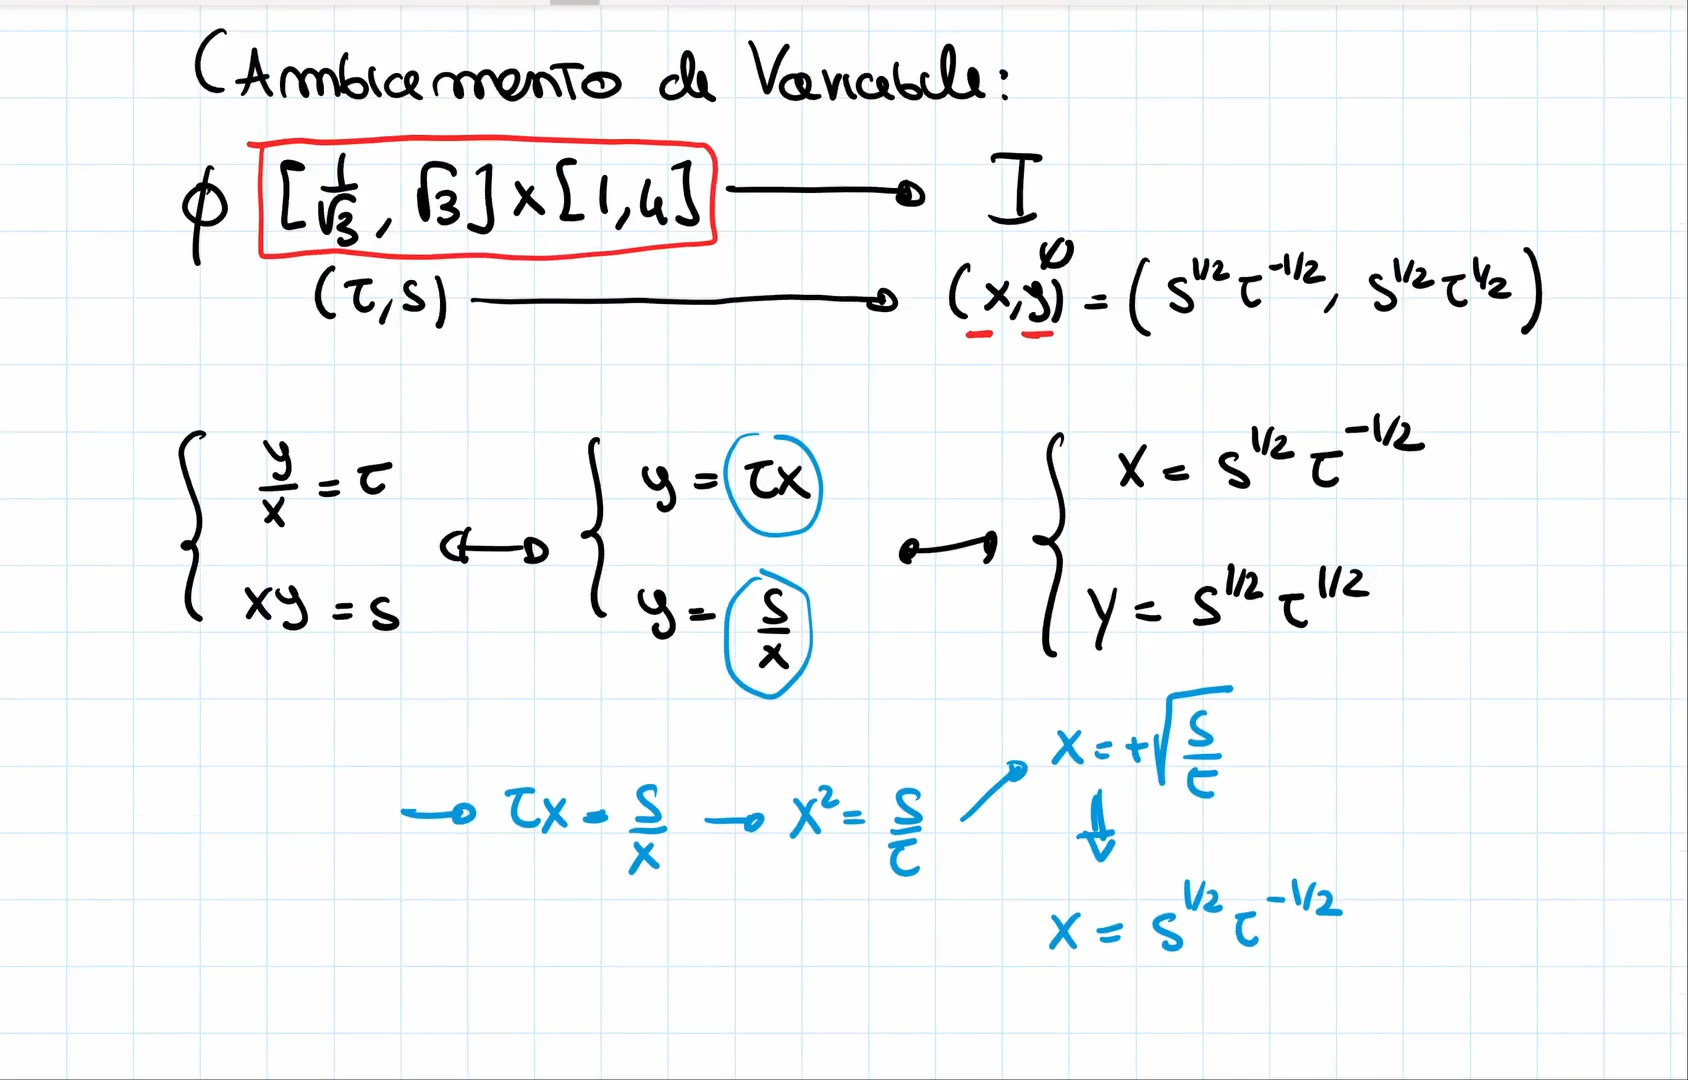 Cambiamento di Variabile:
ϕ [1/√3, √3] × [1,4] ⟶ I
(τ,s) ⟶ ϕ(x,y) = (s^{1/2} τ^{-1/2}, s^{1/2} τ^{1/2})
{ y/x = τ ⟷ { y = τx ⟷ { x = s^{1/2} τ^{-1/2}
xy = s y = s/x y = s^{1/2} τ^{1/2}
x = +√(s/τ)
→ τx = s/x → x² = s/τ ↗ ↓
x = s^{1/2} τ^{-1/2}